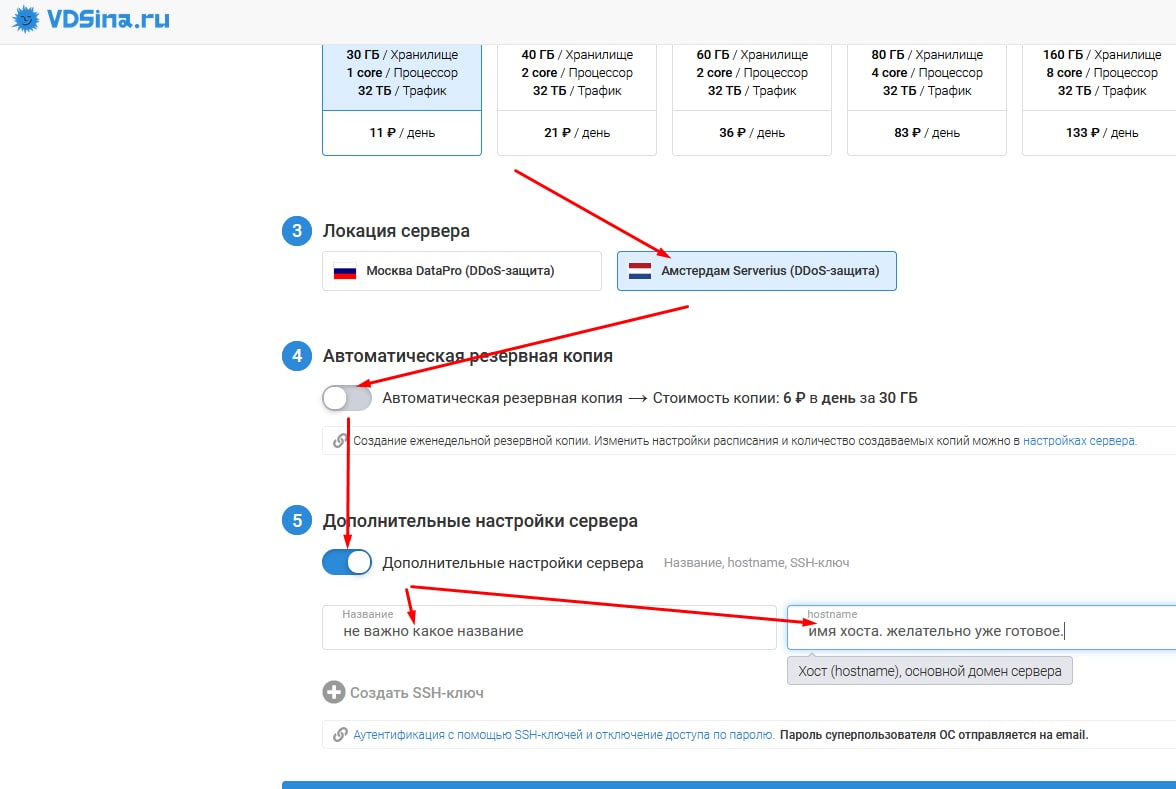 VDSina.ru
30 ГБ / Хранилище
1 core / Процессор
32 ТБ / Трафик
11 ₽ / день
40 ГБ / Хранилище
2 core / Процессор
32 ТБ / Трафик
21 ₽ / день
60 ГБ / Хранилище
2 core / Процессор
32 ТБ / Трафик
36 ₽ / день
80 ГБ / Хранилище
4 core / Процессор
32 ТБ / Трафик
83 ₽ / день
160 ГБ / Хранилище
8 core / Процессор
32 ТБ / Трафик
133 ₽ / день
3 Локация сервера
Москва DataPro (DDoS-защита)
Амстердам Serverius (DDoS-защита)
4 Автоматическая резервная копия
Автоматическая резервная копия → Стоимость копии: 6 ₽ в день за 30 ГБ
Создание еженедельной резервной копии. Изменить настройки расписания и количество создаваемых копий можно в настройках сервера.
5 Дополнительные настройки сервера
Дополнительные настройки сервера Название, hostname, SSH-ключ
Название
не важно какое название
hostname
имя хоста. желательно уже готовое.
Хост (hostname), основной домен сервера
Создать SSH-ключ
Аутентификация с помощью SSH-ключей и отключение доступа по паролю. Пароль суперпользователя ОС отправляется на email.